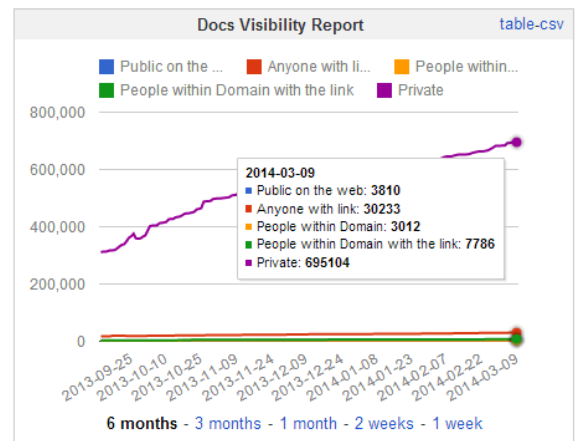 Docs Visibility Report
table-csv
Public on the ...
Anyone with li...
People within...
People within Domain with the link
Private
800,000
600,000
400,000
200,000
0
2014-03-09
Public on the web: 3810
Anyone with link: 30233
People within Domain: 3012
People within Domain with the link: 7786
Private: 695104
2013-09-25
2013-10-10
2013-10-25
2013-11-09
2013-11-24
2013-12-09
2013-12-24
2014-01-08
2014-01-23
2014-02-07
2014-02-22
2014-03-09
6 months - 3 months - 1 month - 2 weeks - 1 week